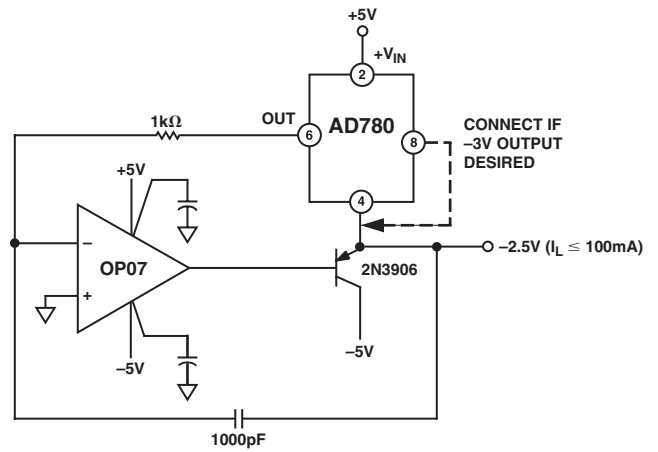 +5V
+VIN
2
1kΩ
OUT
6
AD780
8
CONNECT IF
–3V OUTPUT
DESIRED
4
+5V
–
OP07
+
–5V
2N3906
–2.5V (IL ≤ 100mA)
–5V
1000pF